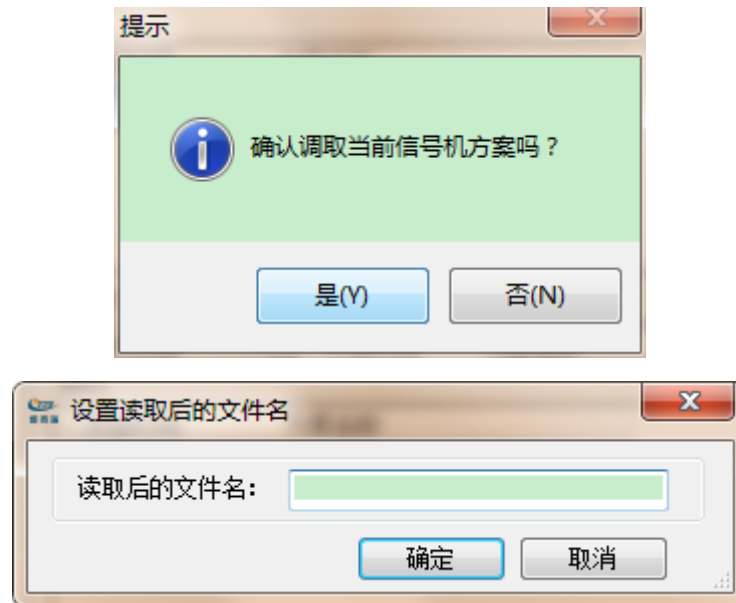 提示
确认调取当前信号机方案吗？
是(Y)
否(N)
设置读取后的文件名
读取后的文件名:
确定
取消